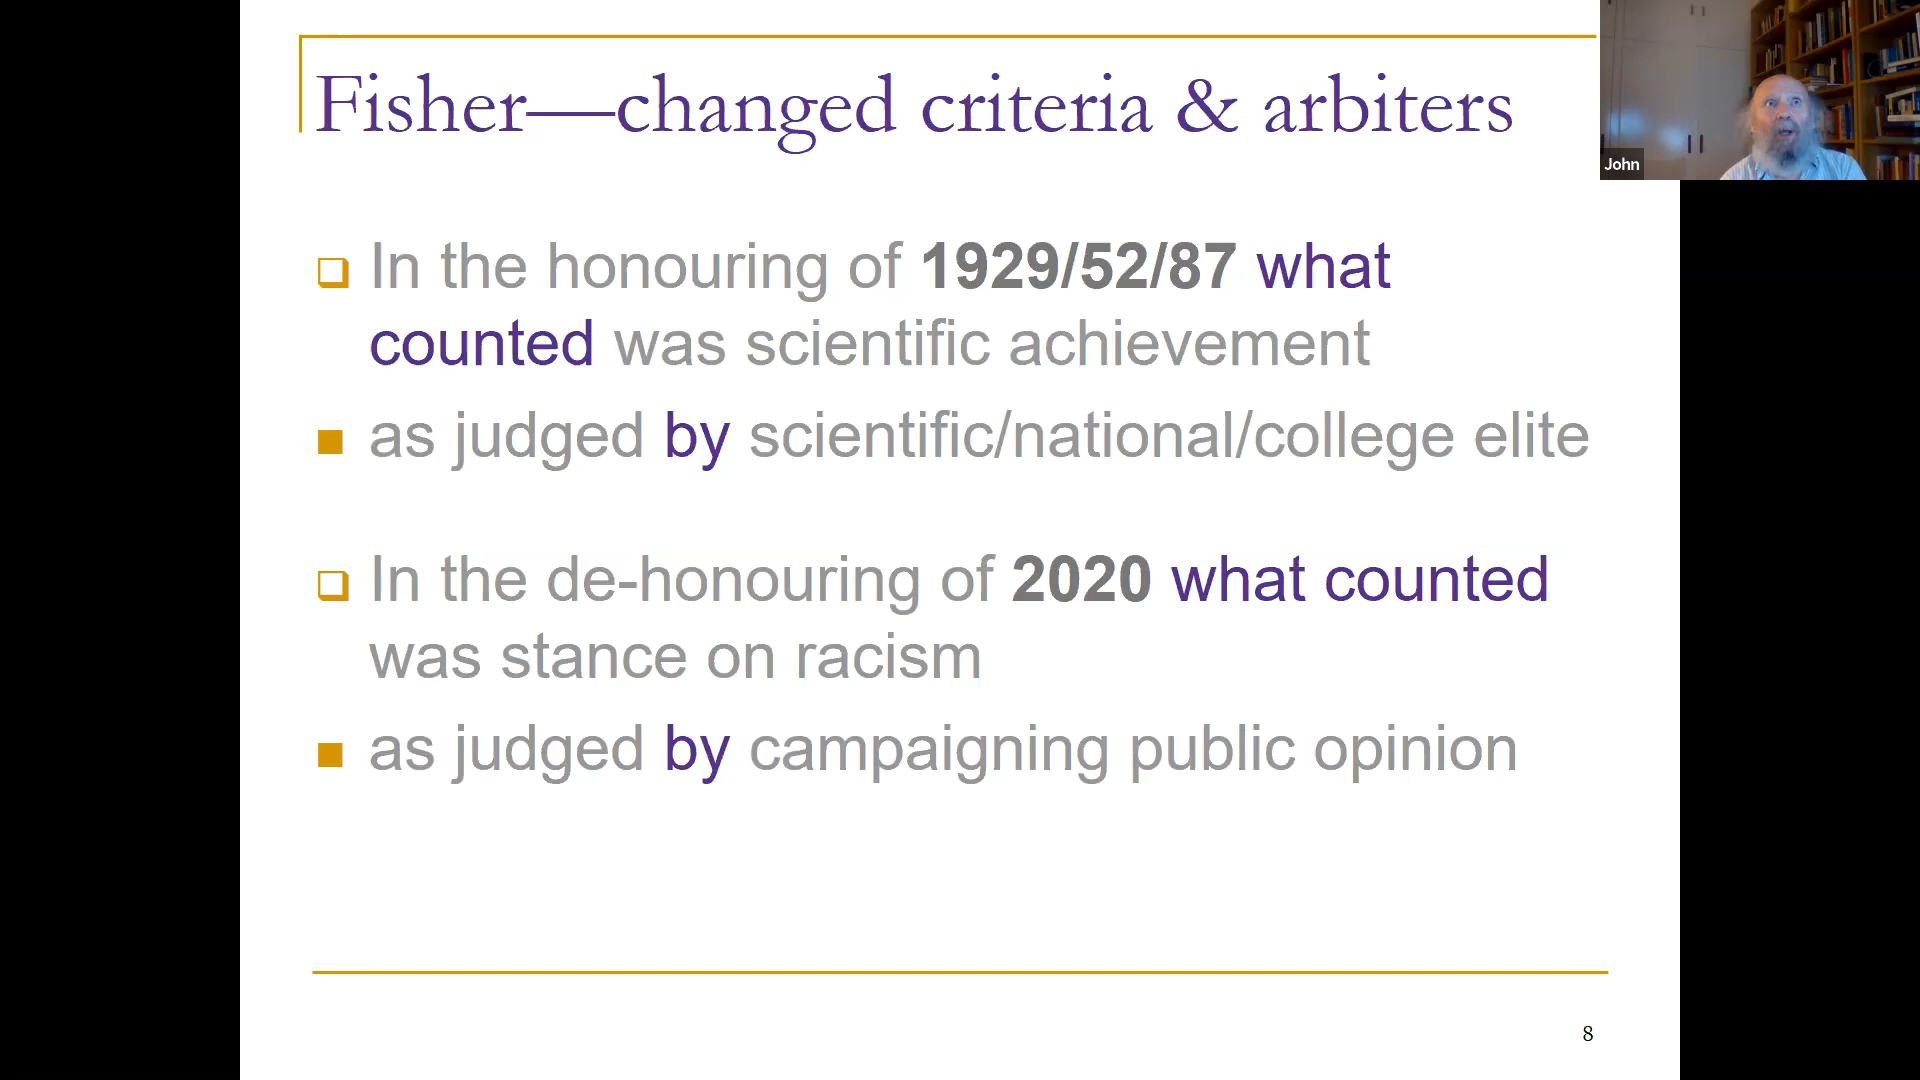 Fisher—changed criteria & arbiters
John
In the honouring of 1929/52/87 what
counted was scientific achievement
as judged by scientific/national/college elite
In the de-honouring of 2020 what counted
was stance on racism
as judged by campaigning public opinion
8